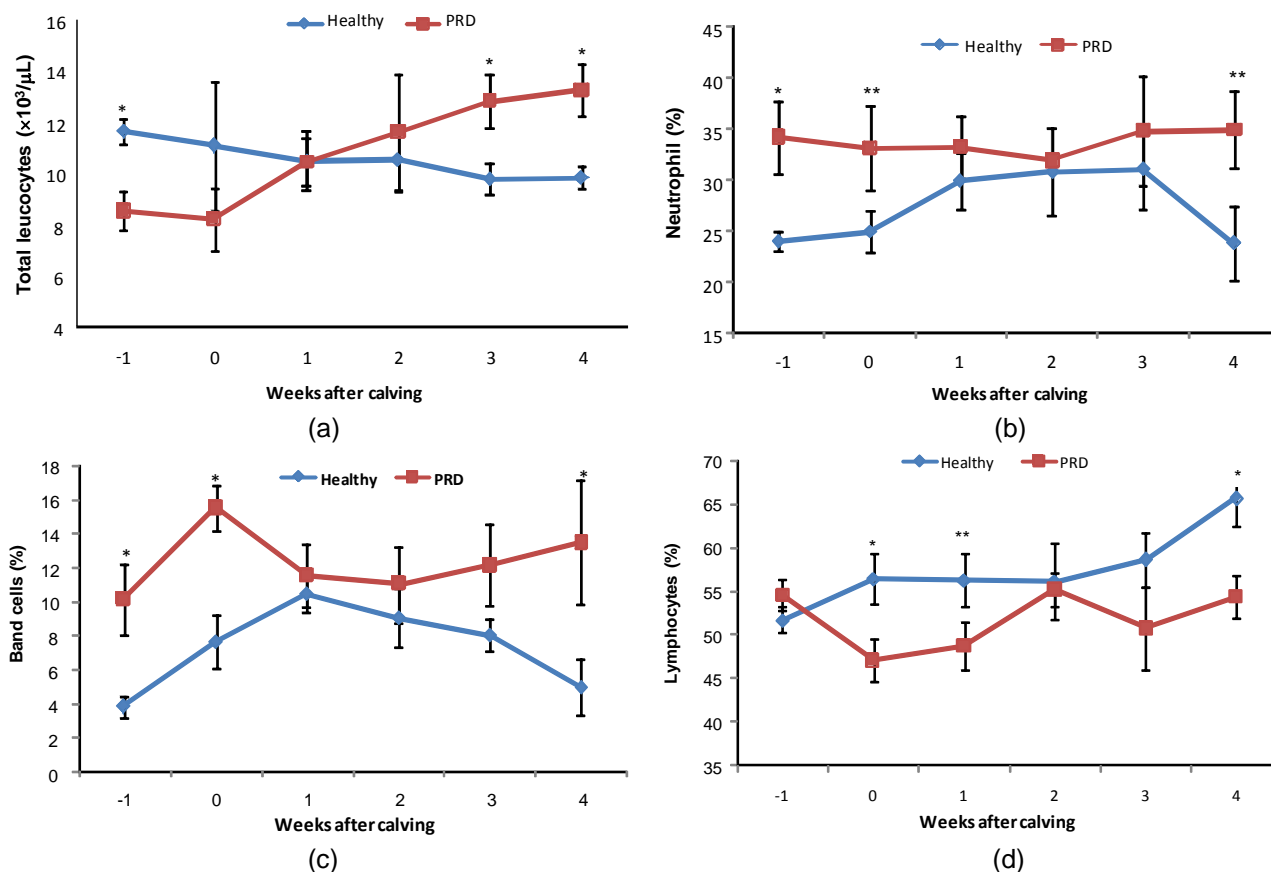 Healthy PRD
Total leucocytes (×10³/μL)
16
14
12
10
8
6
4
* * *
-1 0 1 2 3 4
Weeks after calving
(a)
Healthy PRD
Neutrophil (%)
45
40
35
30
25
20
15
* ** **
-1 0 1 2 3 4
Weeks after calving
(b)
Healthy PRD
Band cells (%)
18
16
14
12
10
8
6
4
2
0
* * *
-1 0 1 2 3 4
Weeks after calving
(c)
Healthy PRD
Lymphocytes (%)
70
65
60
55
50
45
40
35
* ** *
-1 0 1 2 3 4
Weeks after calving
(d)